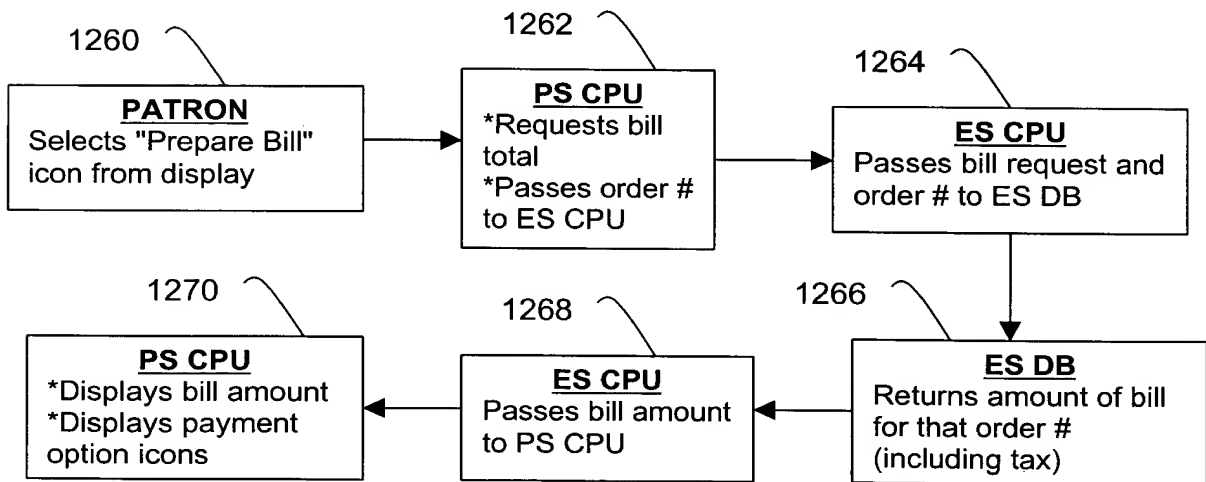 1260
PATRON
Selects "Prepare Bill"
icon from display
1262
PS CPU
*Requests bill
total
*Passes order #
to ES CPU
1264
ES CPU
Passes bill request and
order # to ES DB
1266
ES DB
Returns amount of bill
for that order #
(including tax)
1268
ES CPU
Passes bill amount
to PS CPU
1270
PS CPU
*Displays bill amount
*Displays payment
option icons